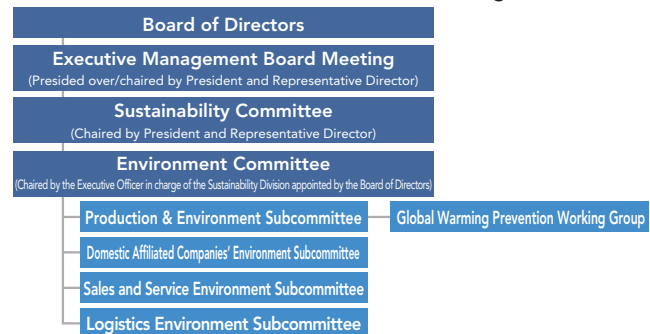 Board of Directors
Executive Management Board Meeting
(Presided over/chaired by President and Representative Director)
Sustainability Committee
(Chaired by President and Representative Director)
Environment Committee
(Chaired by the Executive Officer in charge of the Sustainability Division appointed by the Board of Directors)
Production & Environment Subcommittee
Global Warming Prevention Working Group
Domestic Affiliated Companies' Environment Subcommittee
Sales and Service Environment Subcommittee
Logistics Environment Subcommittee